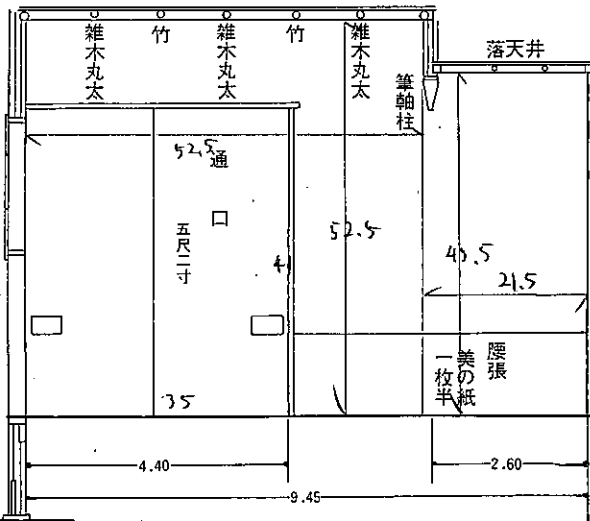 雑木丸太
竹
雑木丸太
竹
雑木丸太
落天井
筆軸柱
52.5
通
口
五尺二寸
52.5
43.5
21.5
35
腰張
美の紙
一枚半
4.40
2.60
9.45